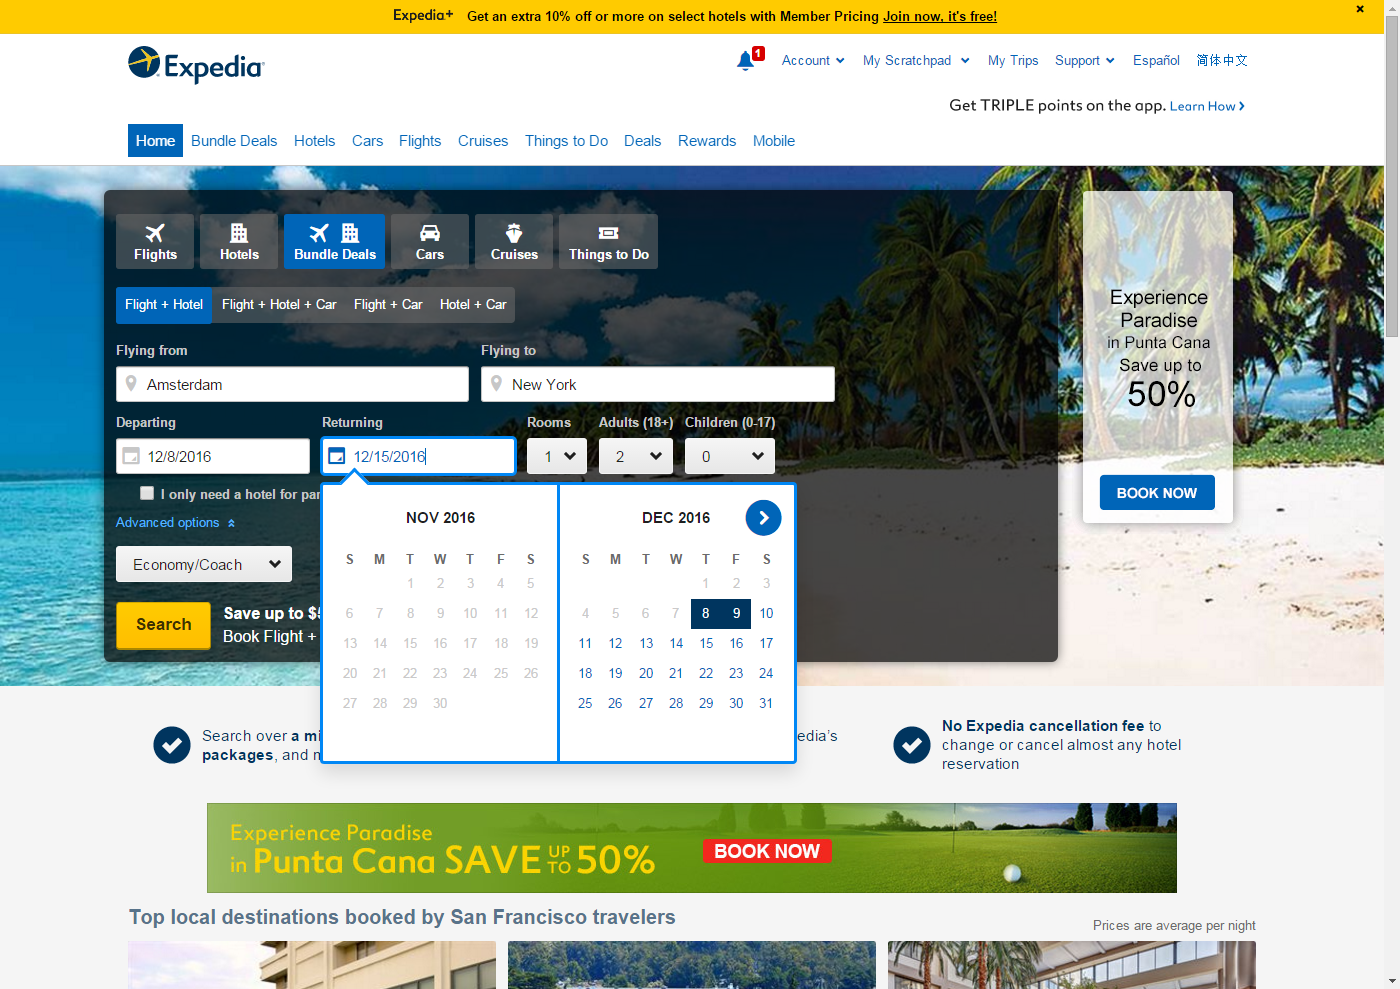 Expedia+ Get an extra 10% off or more on select hotels with Member Pricing Join now, it's free!
Expedia
1
Account My Scratchpad My Trips Support Español 简体中文
Get TRIPLE points on the app. Learn How
Home Bundle Deals Hotels Cars Flights Cruises Things to Do Deals Rewards Mobile
Flights Hotels Bundle Deals Cars Cruises Things to Do
Flight + Hotel Flight + Hotel + Car Flight + Car Hotel + Car
Flying from Flying to
Amsterdam New York
Departing Returning Rooms Adults (18+) Children (0-17)
12/8/2016 12/15/2016 1 2 0
I only need a hotel for par
Advanced options
Economy/Coach
Search
Save up to $5
Book Flight +
NOV 2016
S M T W T F S
1 2 3 4 5
6 7 8 9 10 11 12
13 14 15 16 17 18 19
20 21 22 23 24 25 26
27 28 29 30
DEC 2016
S M T W T F S
1 2 3
4 5 6 7 8 9 10
11 12 13 14 15 16 17
18 19 20 21 22 23 24
25 26 27 28 29 30 31
Experience
Paradise
in Punta Cana
Save up to
50%
BOOK NOW
Search over a mi
packages, and n
edia's
No Expedia cancellation fee to
change or cancel almost any hotel
reservation
Experience Paradise
in Punta Cana SAVE UP TO 50%
BOOK NOW
Top local destinations booked by San Francisco travelers
Prices are average per night